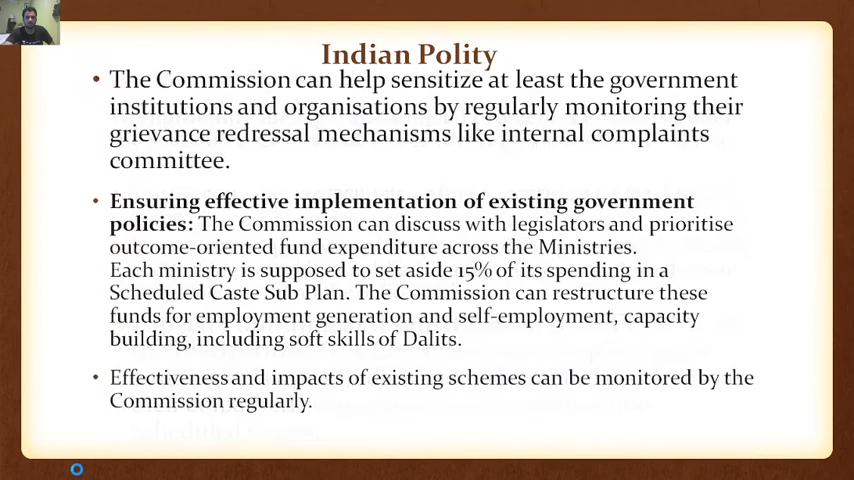 Indian Polity
• The Commission can help sensitize at least the government
institutions and organisations by regularly monitoring their
grievance redressal mechanisms like internal complaints
committee.
• Ensuring effective implementation of existing government
policies: The Commission can discuss with legislators and prioritise
outcome-oriented fund expenditure across the Ministries.
Each ministry is supposed to set aside 15% of its spending in a
Scheduled Caste Sub Plan. The Commission can restructure these
funds for employment generation and self-employment, capacity
building, including soft skills of Dalits.
• Effectiveness and impacts of existing schemes can be monitored by the
Commission regularly.